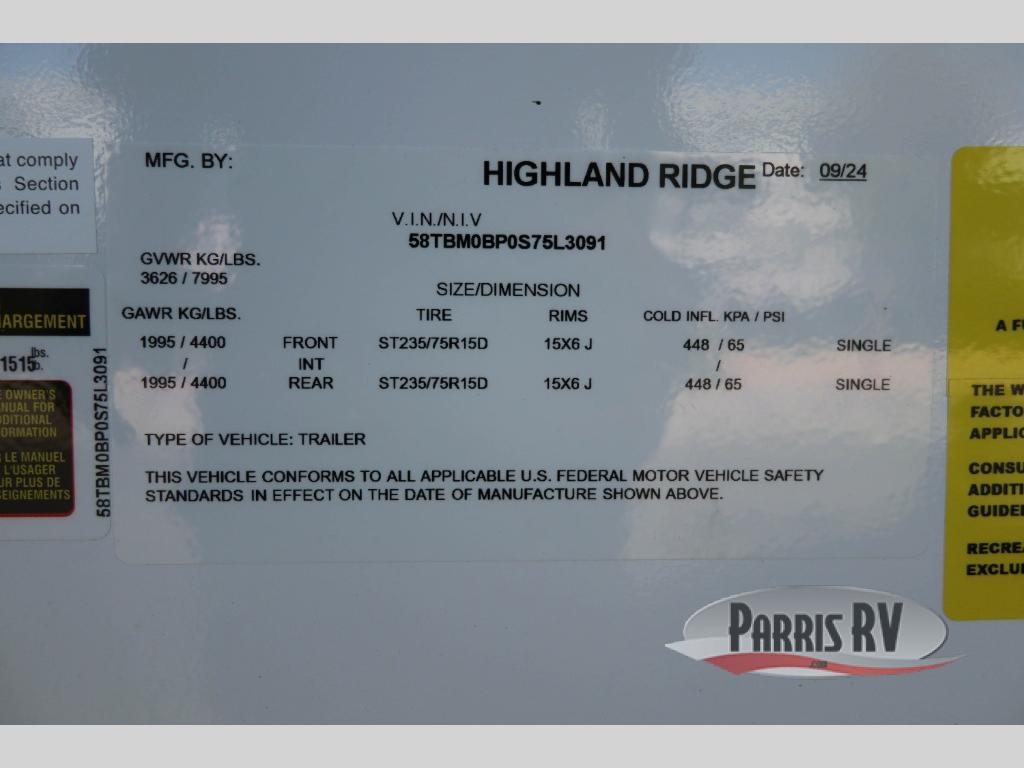 at comply
Section
ecified on
MFG. BY:
HIGHLAND RIDGE Date: 09/24
V.I.N./N.I.V
58TBM0BP0S75L3091
GVWR KG/LBS.
3626 / 7995
SIZE/DIMENSION
GAWR KG/LBS. TIRE RIMS COLD INFL. KPA / PSI
1995 / 4400 FRONT ST235/75R15D 15X6 J 448 / 65 SINGLE
/ INT /
1995 / 4400 REAR ST235/75R15D 15X6 J 448 / 65 SINGLE
TYPE OF VEHICLE: TRAILER
THIS VEHICLE CONFORMS TO ALL APPLICABLE U.S. FEDERAL MOTOR VEHICLE SAFETY
STANDARDS IN EFFECT ON THE DATE OF MANUFACTURE SHOWN ABOVE.
ARGEMENT
1515 lbs.
OWNER'S
ANUAL FOR
DDITIONAL
FORMATION
LE MANUEL
L'USAGER
UR PLUS DE
SEIGNEMENTS
58TBM0BP0S75L3091
A FU
THE W
FACTO
APPLIC
CONSU
ADDITI
GUIDEL
RECREA
EXCLU
PARRIS RV
.com